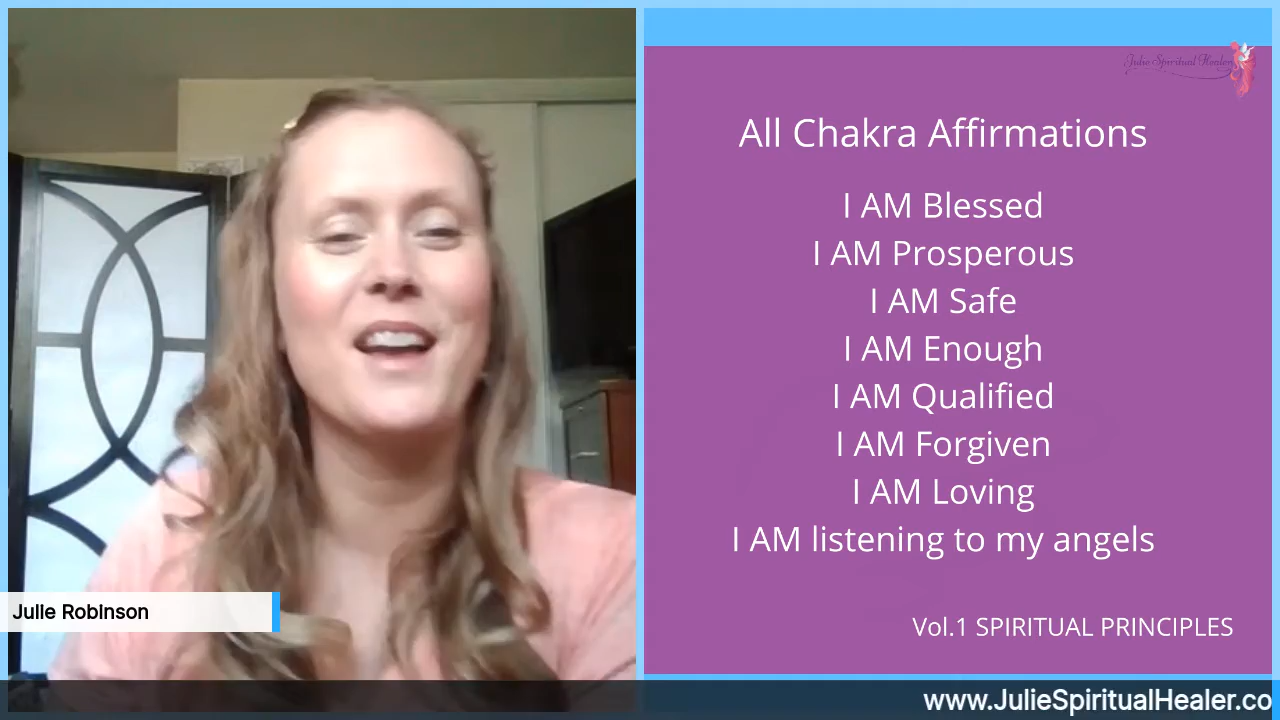 Julie Spiritual Healer
All Chakra Affirmations
I AM Blessed
I AM Prosperous
I AM Safe
I AM Enough
I AM Qualified
I AM Forgiven
I AM Loving
I AM listening to my angels
Vol.1 SPIRITUAL PRINCIPLES
Julie Robinson
www.JulieSpiritualHealer.co